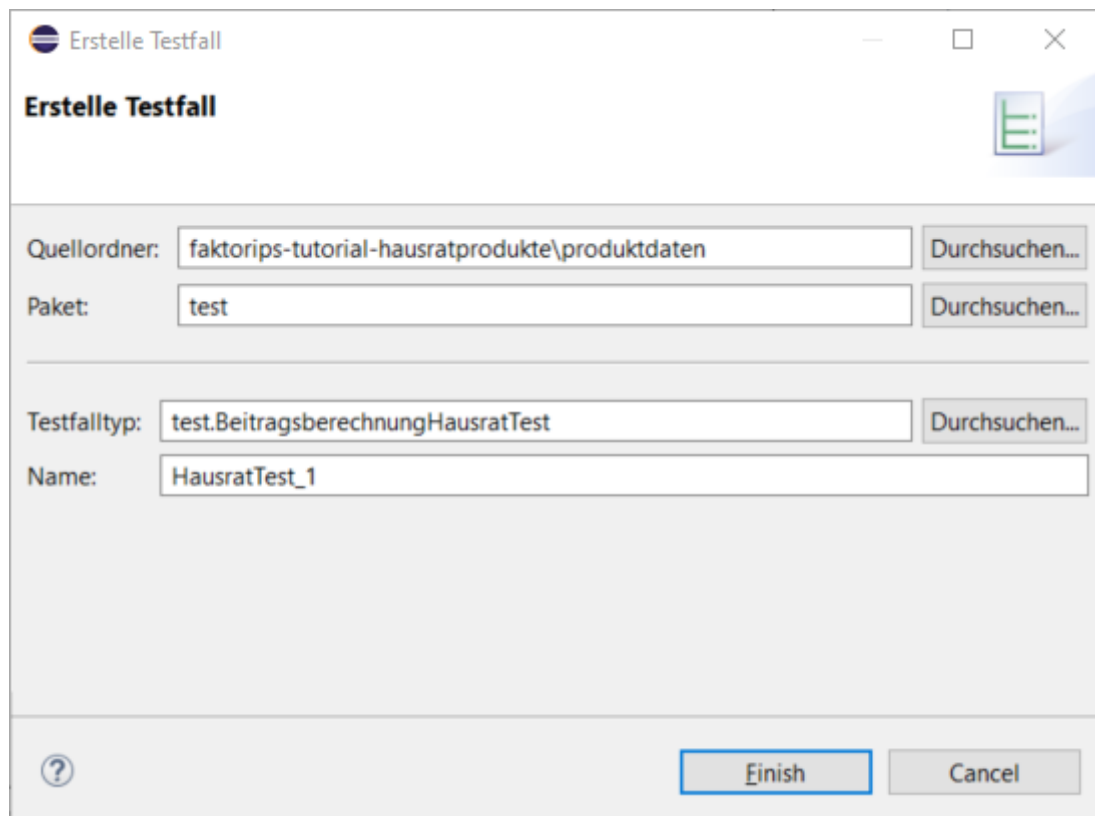 Erstelle Testfall
Erstelle Testfall
Quellordner: faktorips-tutorial-hausratprodukte\produktdaten Durchsuchen...
Paket: test Durchsuchen...
Testfalltyp: test.BeitragsberechnungHausratTest Durchsuchen...
Name: HausratTest_1
? Finish Cancel